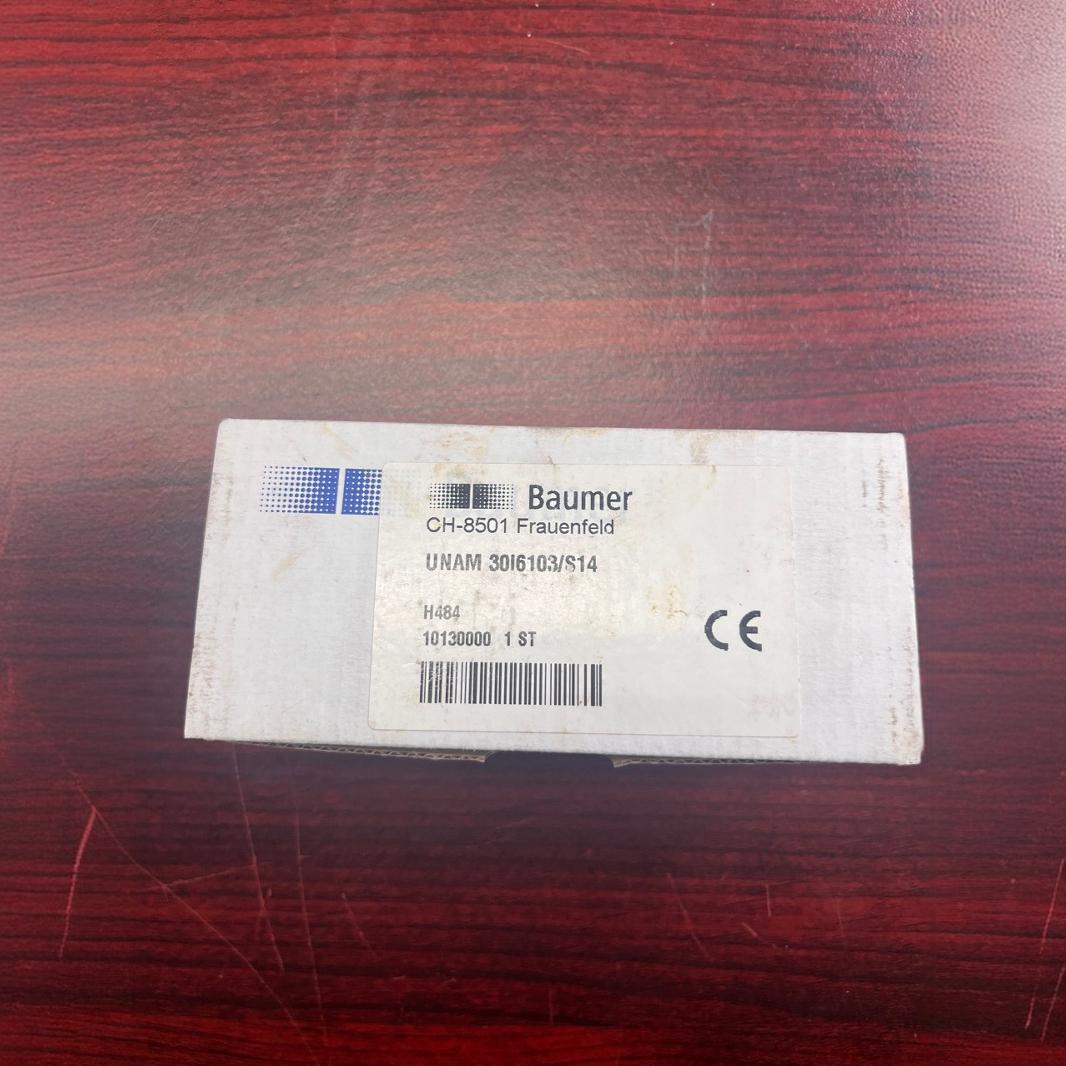 Baumer
CH-8501 Frauenfeld
UNAM 30I6103/S14
H484
10130000 1 ST
CE